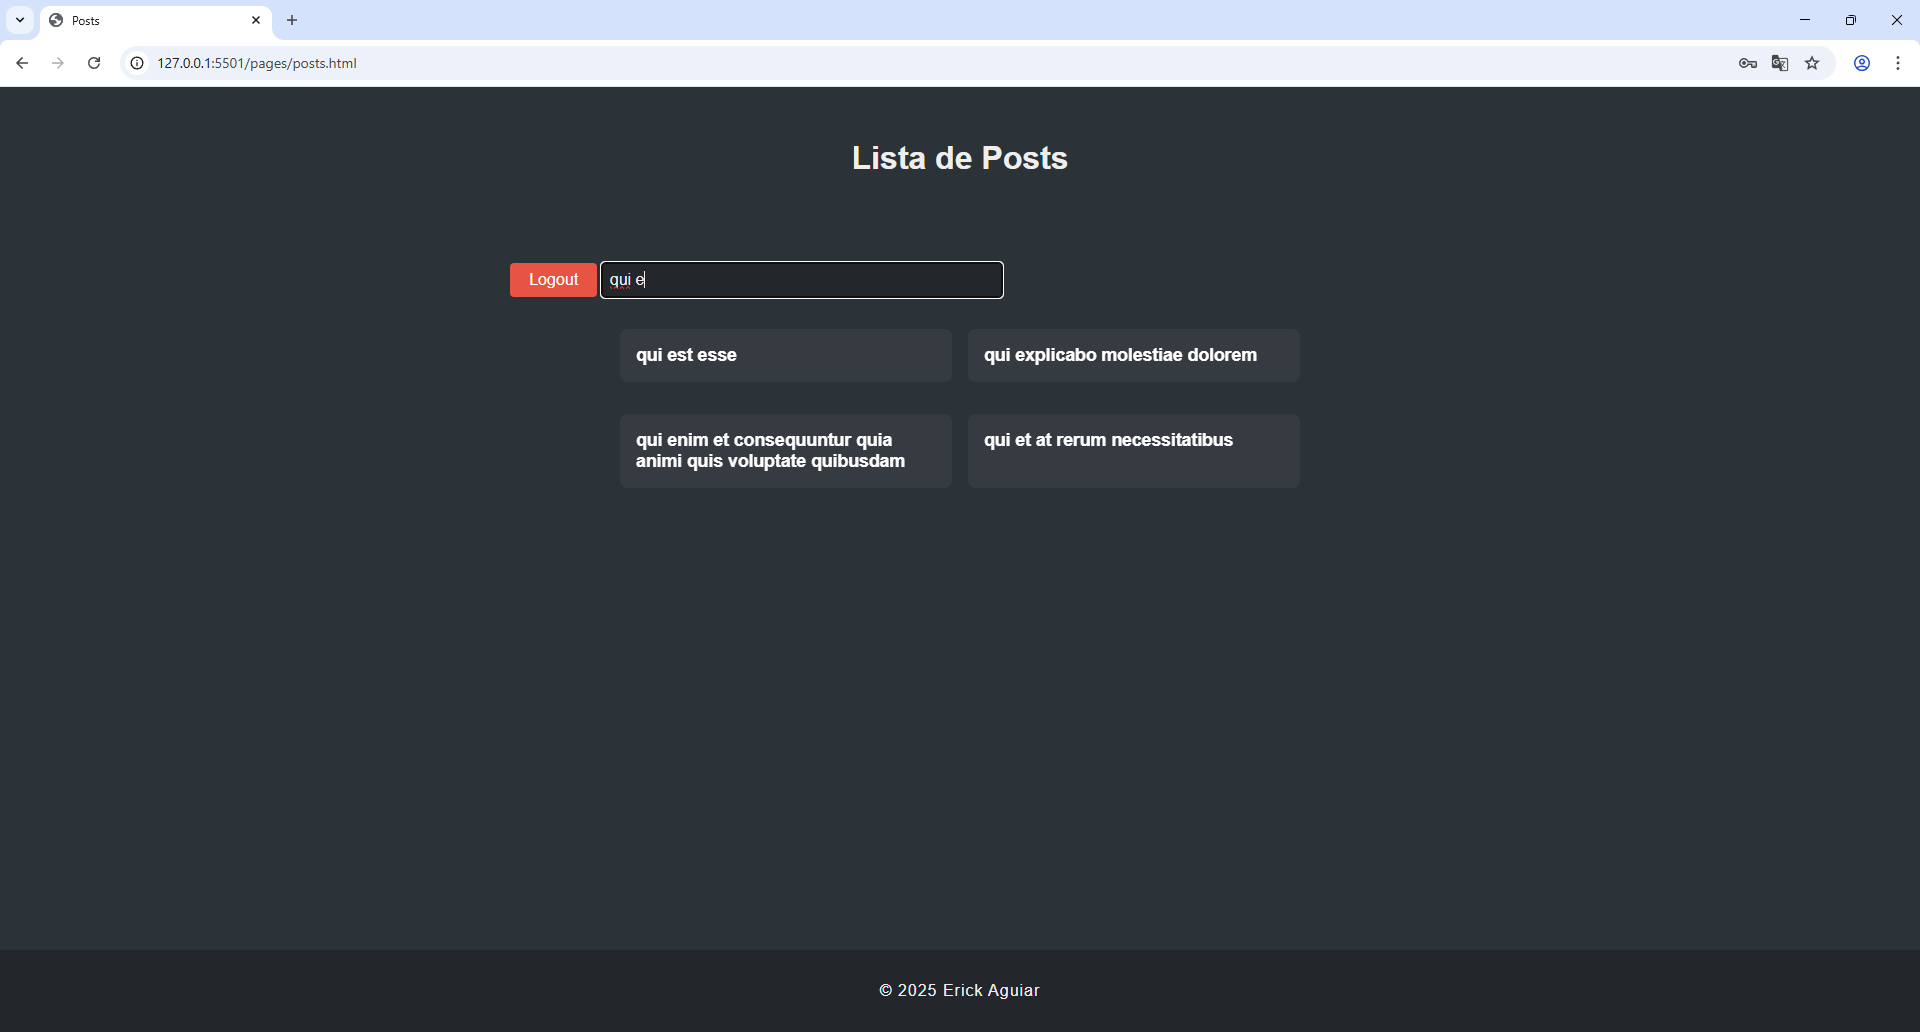 Posts
127.0.0.1:5501/pages/posts.html
Lista de Posts
Logout
qui e
qui est esse
qui explicabo molestiae dolorem
qui enim et consequuntur quia
animi quis voluptate quibusdam
qui et at rerum necessitatibus
© 2025 Erick Aguiar